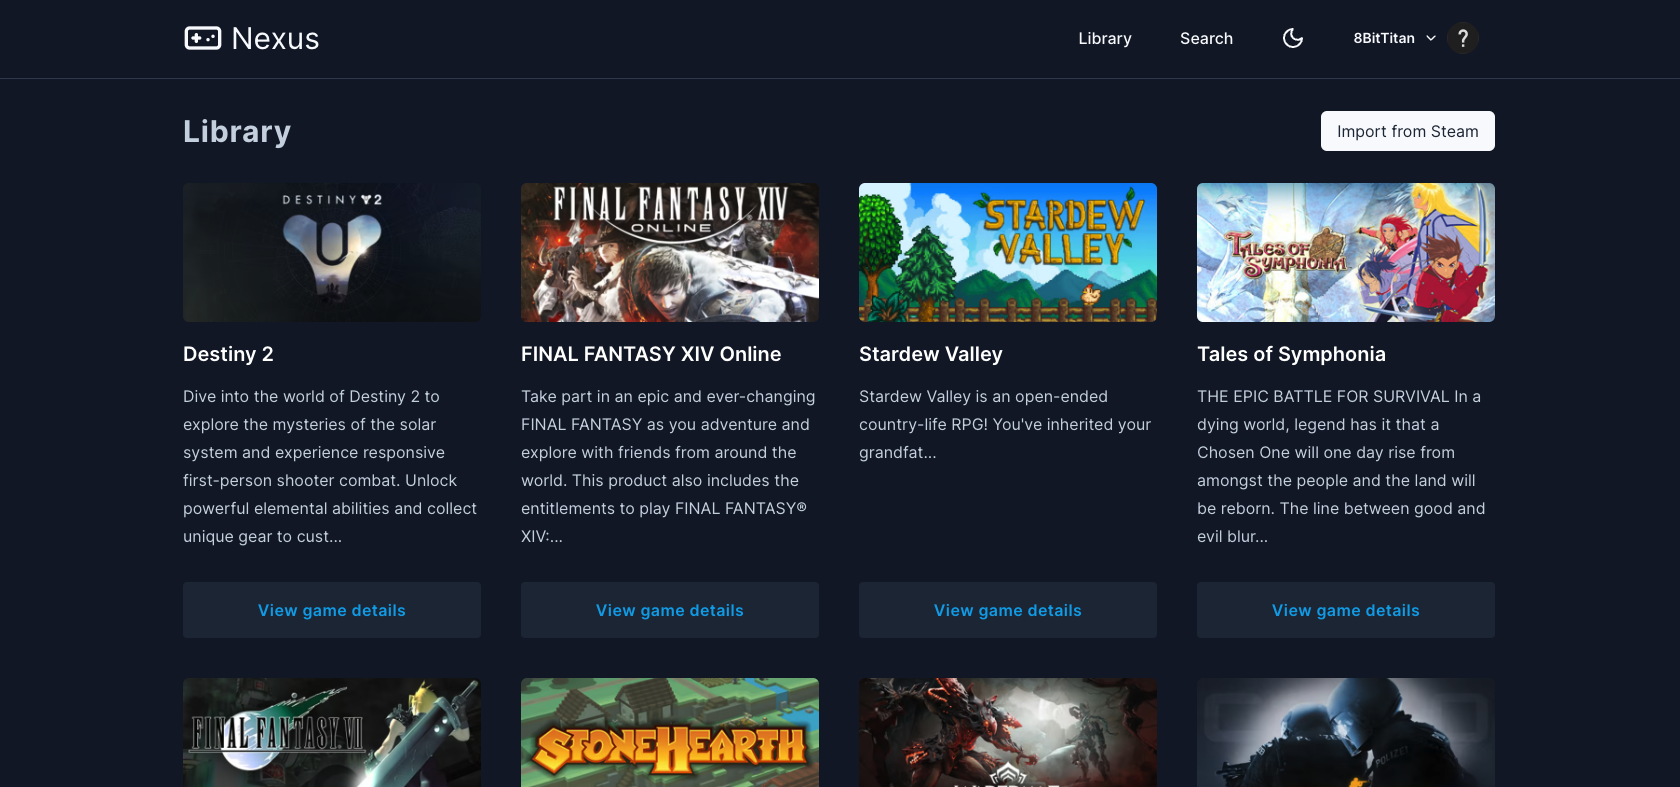 Nexus
Library
Search
8BitTitan
?
Library
Import from Steam
DESTINY 2
FINAL FANTASY XIV
ONLINE
STARDEW
VALLEY
TALES OF
SYMPHONIA
Destiny 2
Dive into the world of Destiny 2 to
explore the mysteries of the solar
system and experience responsive
first-person shooter combat. Unlock
powerful elemental abilities and collect
unique gear to cust...
View game details
FINAL FANTASY XIV Online
Take part in an epic and ever-changing
FINAL FANTASY as you adventure and
explore with friends from around the
world. This product also includes the
entitlements to play FINAL FANTASY®
XIV:...
View game details
Stardew Valley
Stardew Valley is an open-ended
country-life RPG! You've inherited your
grandfat...
View game details
Tales of Symphonia
THE EPIC BATTLE FOR SURVIVAL In a
dying world, legend has it that a
Chosen One will one day rise from
amongst the people and the land will
be reborn. The line between good and
evil blur...
View game details
FINAL FANTASY VII
STONEHEARTH
POLIZEI